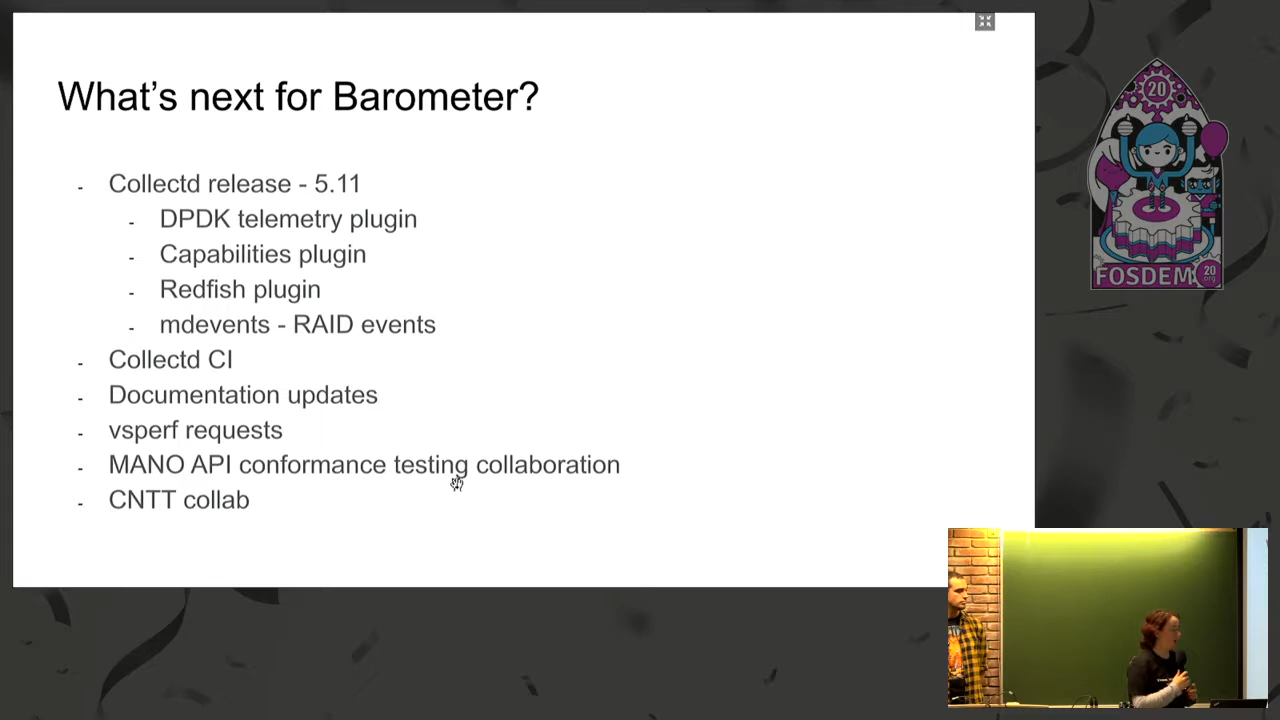 What's next for Barometer?
- Collectd release - 5.11
- DPDK telemetry plugin
- Capabilities plugin
- Redfish plugin
- mdevents - RAID events
- Collectd CI
- Documentation updates
- vsperf requests
- MANO API conformance testing collaboration
- CNTT collab
20
FOSDEM
20
.org